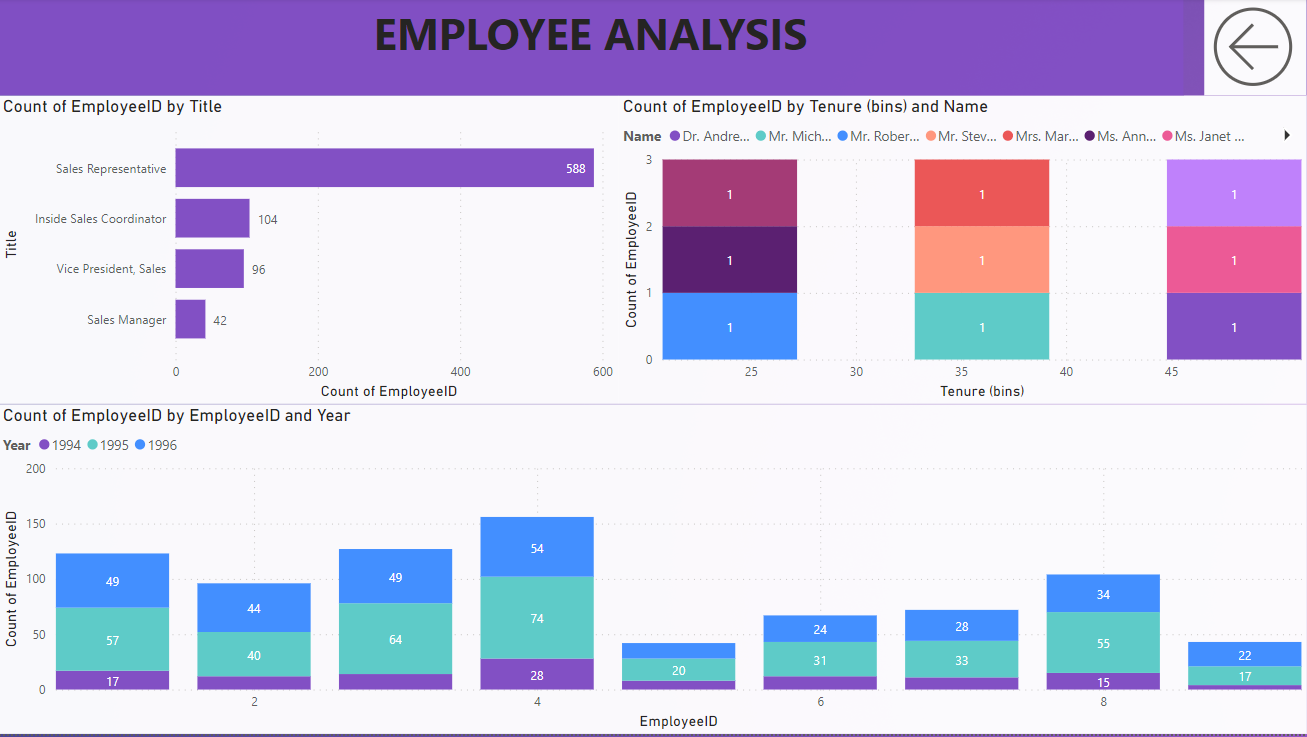 EMPLOYEE ANALYSIS
Count of EmployeeID by Title
Title
Sales Representative 588
Inside Sales Coordinator 104
Vice President, Sales 96
Sales Manager 42
0 200 400 600
Count of EmployeeID
Count of EmployeeID by Tenure (bins) and Name
Name Dr. Andre... Mr. Mich... Mr. Rober... Mr. Stev... Mrs. Mar... Ms. Ann... Ms. Janet ...
Count of EmployeeID
3
1 1 1
2
1 1 1
1
1 1 1
0
25 30 35 40 45
Tenure (bins)
Count of EmployeeID by EmployeeID and Year
Year 1994 1995 1996
Count of EmployeeID
200
150
100
50
0
49 44 49 54 24 28 34 22
57 40 64 74 20 31 33 55 17
17 28 15
2 4 6 8
EmployeeID